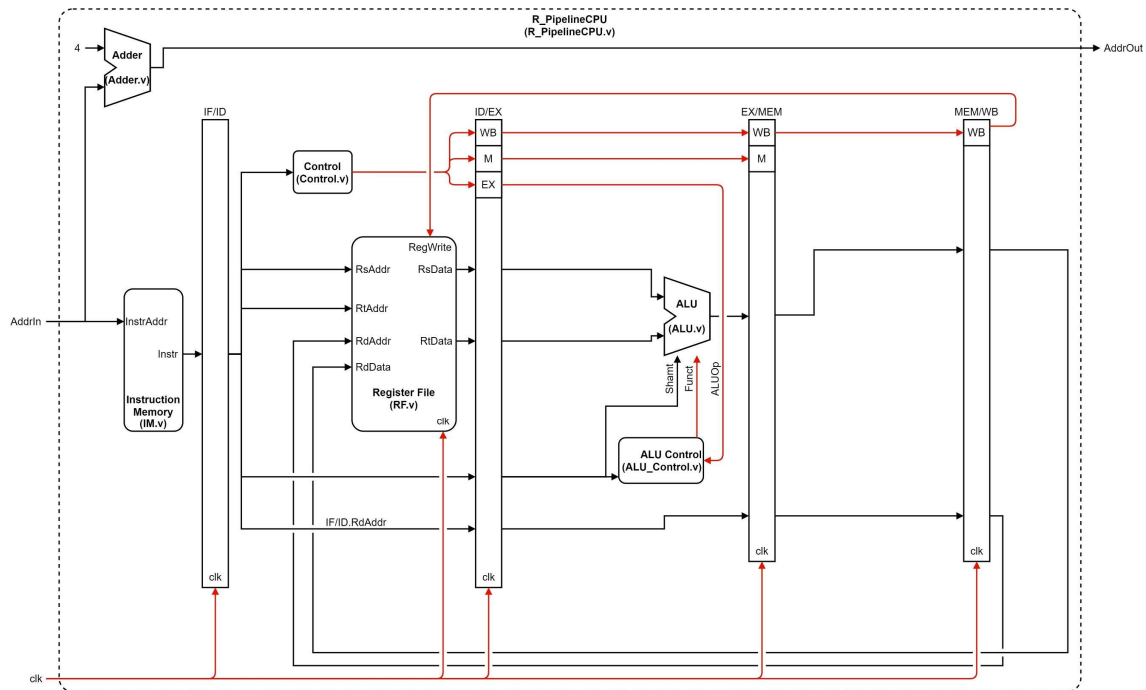 R_PipelineCPU
(R_PipelineCPU.v)
4
Adder
(Adder.v)
AddrOut
IF/ID
ID/EX
EX/MEM
MEM/WB
WB
WB
WB
M
M
EX
Control
(Control.v)
RegWrite
RsAddr
RsData
RtAddr
RdAddr
RtData
RdData
Register File
(RF.v)
clk
AddrIn
InstrAddr
Instr
Instruction
Memory
(IM.v)
ALU
(ALU.v)
Shamt
Funct
ALUOp
ALU Control
(ALU_Control.v)
IF/ID.RdAddr
clk
clk
clk
clk
clk